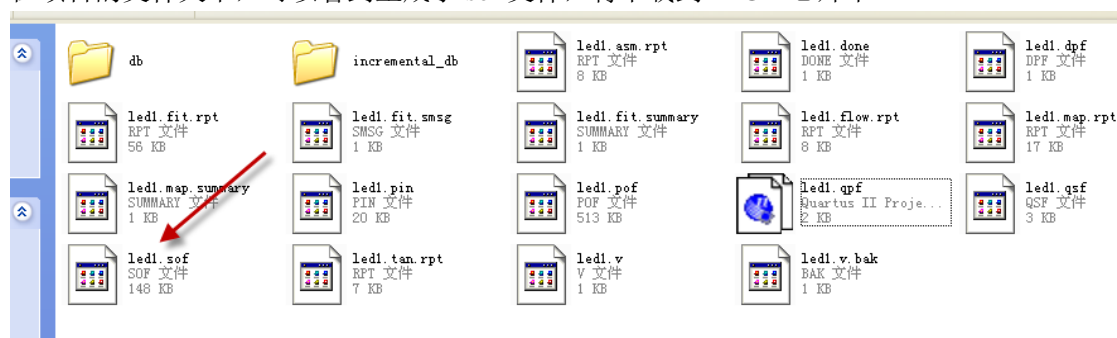 db
incremental_db
led1.asm.rpt
RPT 文件
8 KB
led1.done
DONE 文件
1 KB
led1.dpf
DPF 文件
1 KB
led1.fit.rpt
RPT 文件
56 KB
led1.fit.smsg
SMSG 文件
1 KB
led1.fit.summary
SUMMARY 文件
1 KB
led1.flow.rpt
RPT 文件
8 KB
led1.map.rpt
RPT 文件
17 KB
led1.map.summary
SUMMARY 文件
1 KB
led1.pin
PIN 文件
20 KB
led1.pof
POF 文件
513 KB
led1.qpf
Quartus II Proje...
2 KB
led1.qsf
QSF 文件
3 KB
led1.sof
SOF 文件
148 KB
led1.tan.rpt
RPT 文件
7 KB
led1.v
V 文件
1 KB
led1.v.bak
BAK 文件
1 KB